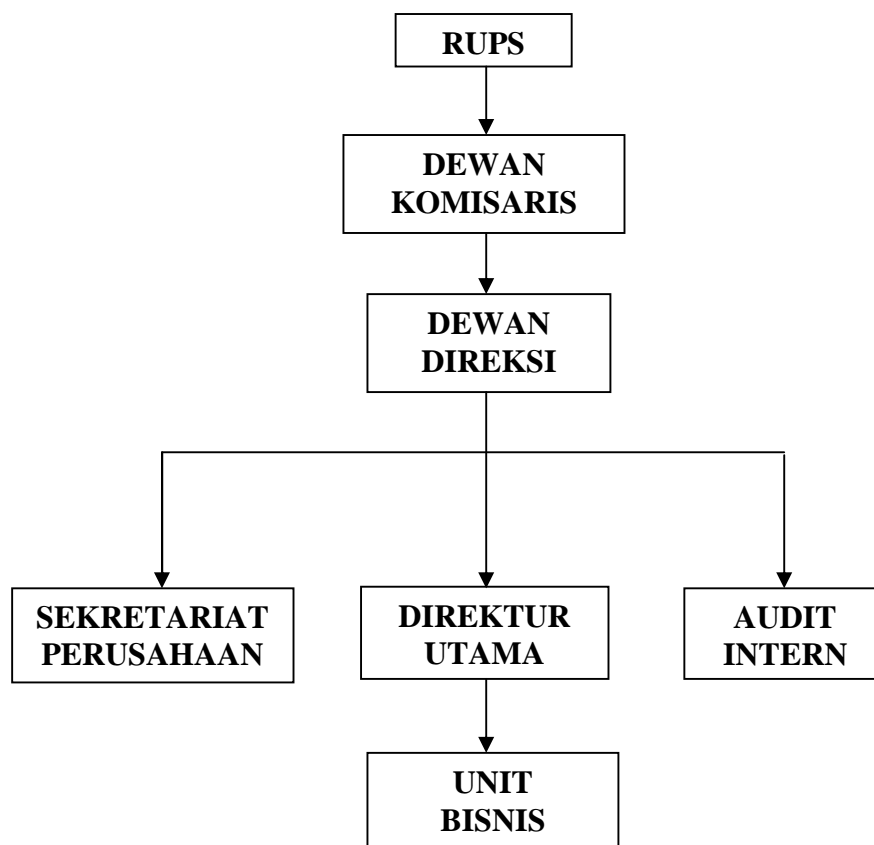 RUPS
DEWAN
KOMISARIS
DEWAN
DIREKSI
SEKRETARIAT
PERUSAHAAN
DIREKTUR
UTAMA
AUDIT
INTERN
UNIT
BISNIS